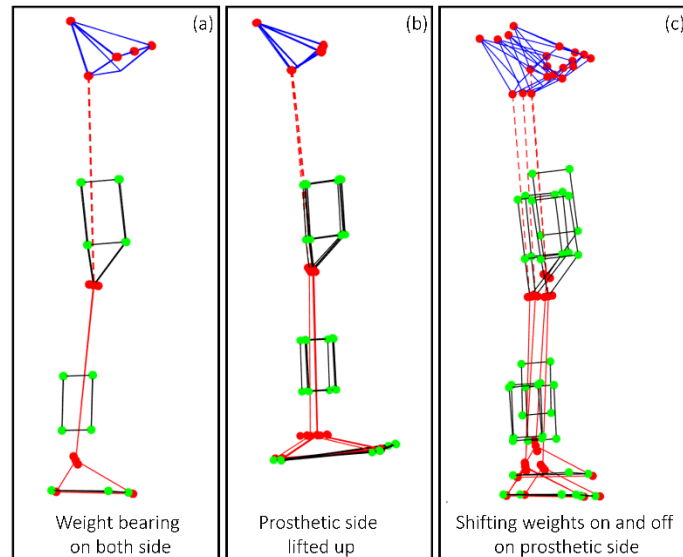 (a)
(b)
(c)
Weight bearing
on both side
Prosthetic side
lifted up
Shifting weights on and off
on prosthetic side